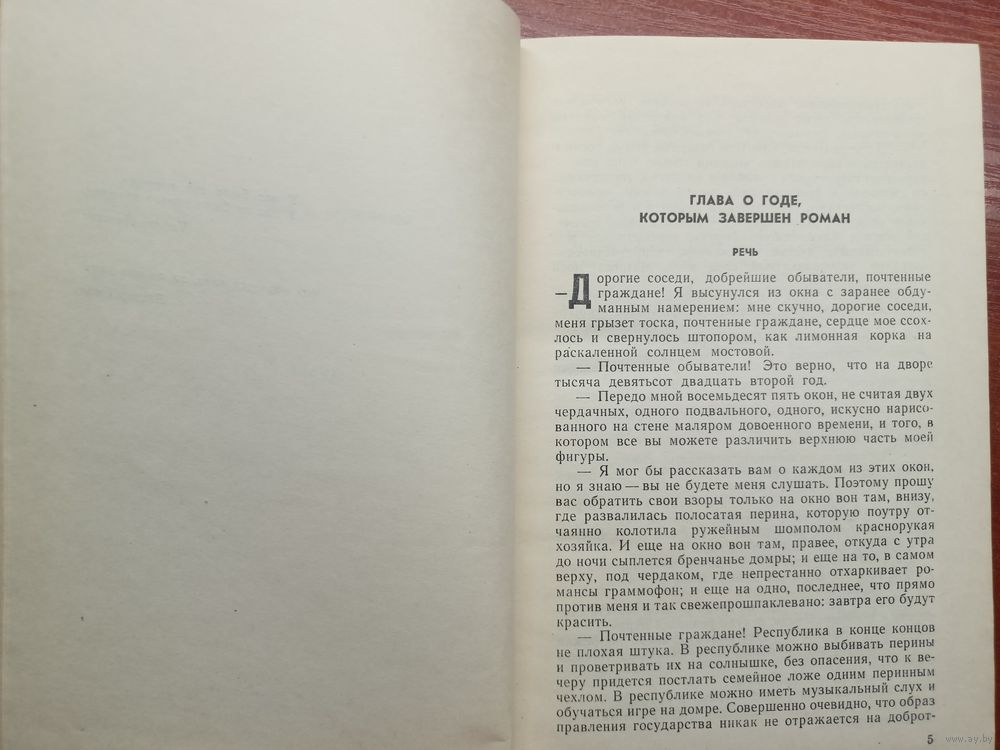 ГЛАВА О ГОДЕ,
КОТОРЫМ ЗАВЕРШЕН РОМАН
РЕЧЬ
—Дорогие соседи, добрейшие обыватели, почтенные
граждане! Я высунулся из окна с заранее обду-
манным намерением: мне скучно, дорогие соседи,
меня грызет тоска, почтенные граждане, сердце мое ссох-
лось и свернулось штопором, как лимонная корка на
раскаленной солнцем мостовой.
— Почтенные обыватели! Это верно, что на дворе
тысяча девятьсот двадцать второй год.
— Передо мной восемьдесят пять окон, не считая двух
чердачных, одного подвального, одного, искусно нарисо-
ванного на стене маляром довоенного времени, и того, в
котором все вы можете различить верхнюю часть моей
фигуры.
— Я мог бы рассказать вам о каждом из этих окон,
но я знаю — вы не будете меня слушать. Поэтому прошу
вас обратить свои взоры только на окно вон там, внизу,
где развалилась полосатая перина, которую поутру от-
чаянно колотила ружейным шомполом краснорукая
хозяйка. И еще на окно вон там, правее, откуда с утра
до ночи сыплется бренчанье домры; и еще на то, в самом
верху, под чердаком, где непрестанно отхаркивает ро-
мансы граммофон; и еще на одно, последнее, что прямо
против меня и так свежепрошпаклевано: завтра его будут
красить.
— Почтенные граждане! Республика в конце концов
не плохая штука. В республике можно выбивать перины
и проветривать их на солнышке, без опасения, что к ве-
черу придется постлать семейное ложе одним перинным
чехлом. В республике можно иметь музыкальный слух и
обучаться игре на домре. Совершенно очевидно, что образ
правления государства никак не отражается на доброт-
5
www.ay.by